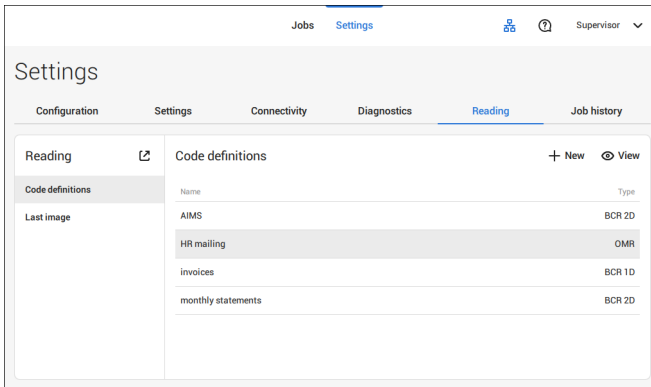 Jobs Settings Supervisor
Settings
Configuration Settings Connectivity Diagnostics Reading Job history
Reading Code definitions New View
Code definitions Name Type
Last image AIMS BCR 2D
HR mailing OMR
invoices BCR 1D
monthly statements BCR 2D